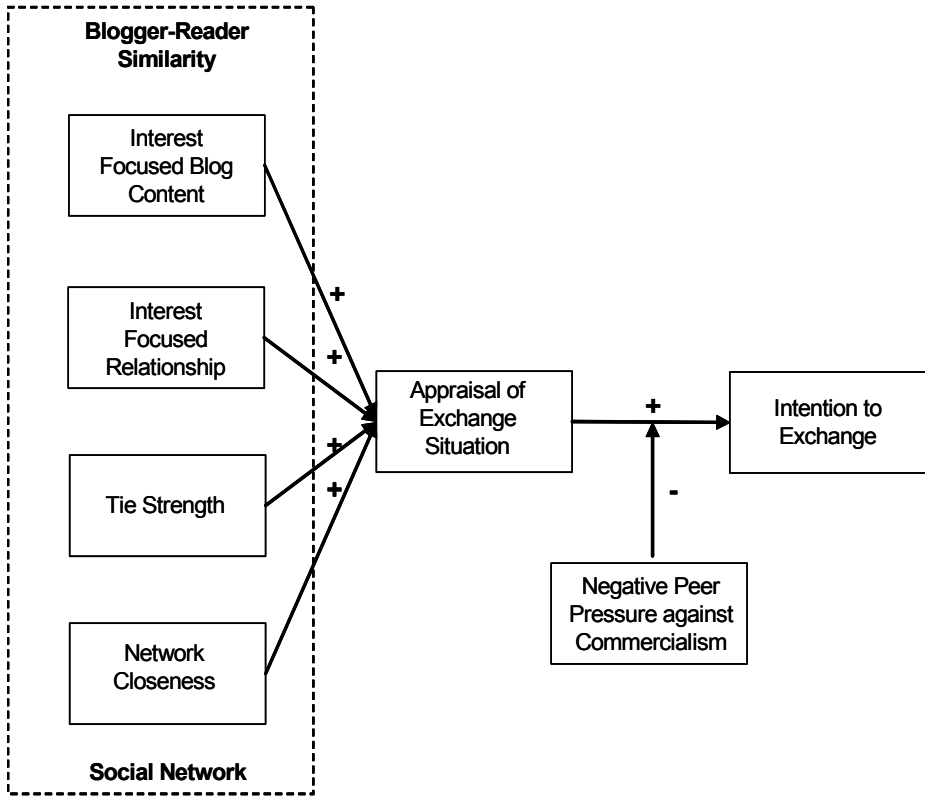 Blogger-Reader
Similarity
Interest
Focused Blog
Content
+
Interest
Focused
Relationship
+
Appraisal of
Exchange
Situation
+
Intention to
Exchange
Tie Strength
+
+
-
Negative Peer
Pressure against
Commercialism
Network
Closeness
Social Network